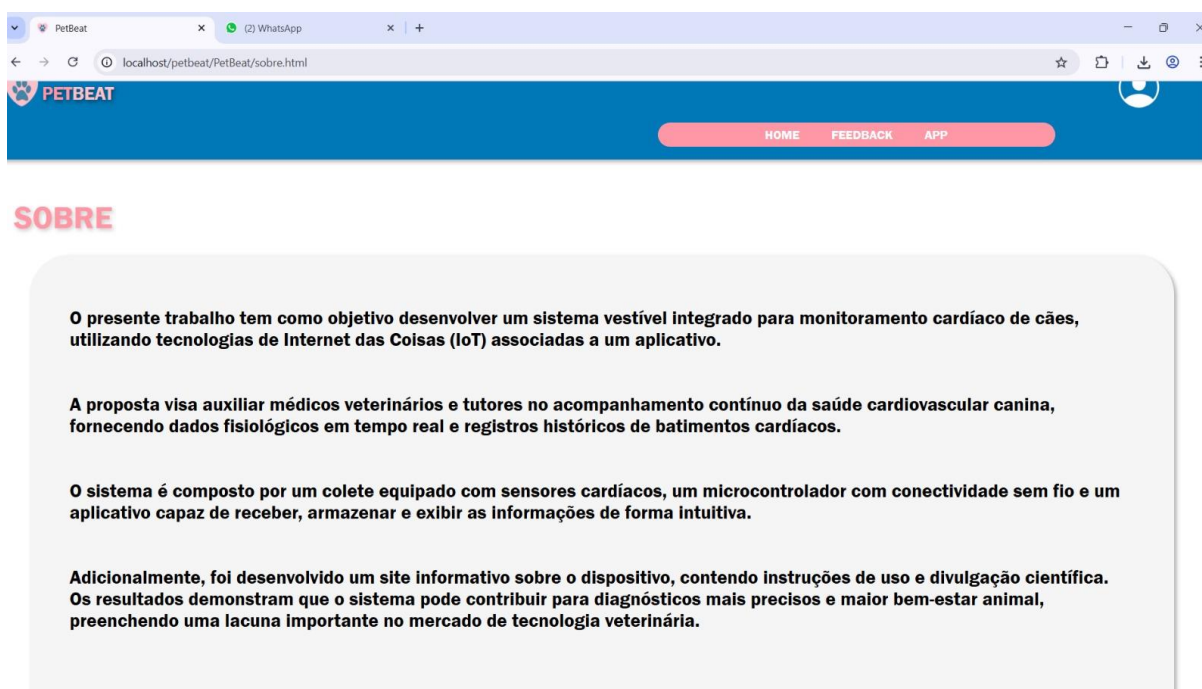 PetBeat
(2) WhatsApp
localhost/petbeat/PetBeat/sobre.html
PETBEAT
HOME FEEDBACK APP
SOBRE
O presente trabalho tem como objetivo desenvolver um sistema vestível integrado para monitoramento cardíaco de cães,
utilizando tecnologias de Internet das Coisas (IoT) associadas a um aplicativo.
A proposta visa auxiliar médicos veterinários e tutores no acompanhamento contínuo da saúde cardiovascular canina,
fornecendo dados fisiológicos em tempo real e registros históricos de batimentos cardíacos.
O sistema é composto por um colete equipado com sensores cardíacos, um microcontrolador com conectividade sem fio e um
aplicativo capaz de receber, armazenar e exibir as informações de forma intuitiva.
Adicionalmente, foi desenvolvido um site informativo sobre o dispositivo, contendo instruções de uso e divulgação científica.
Os resultados demonstram que o sistema pode contribuir para diagnósticos mais precisos e maior bem-estar animal,
preenchendo uma lacuna importante no mercado de tecnologia veterinária.